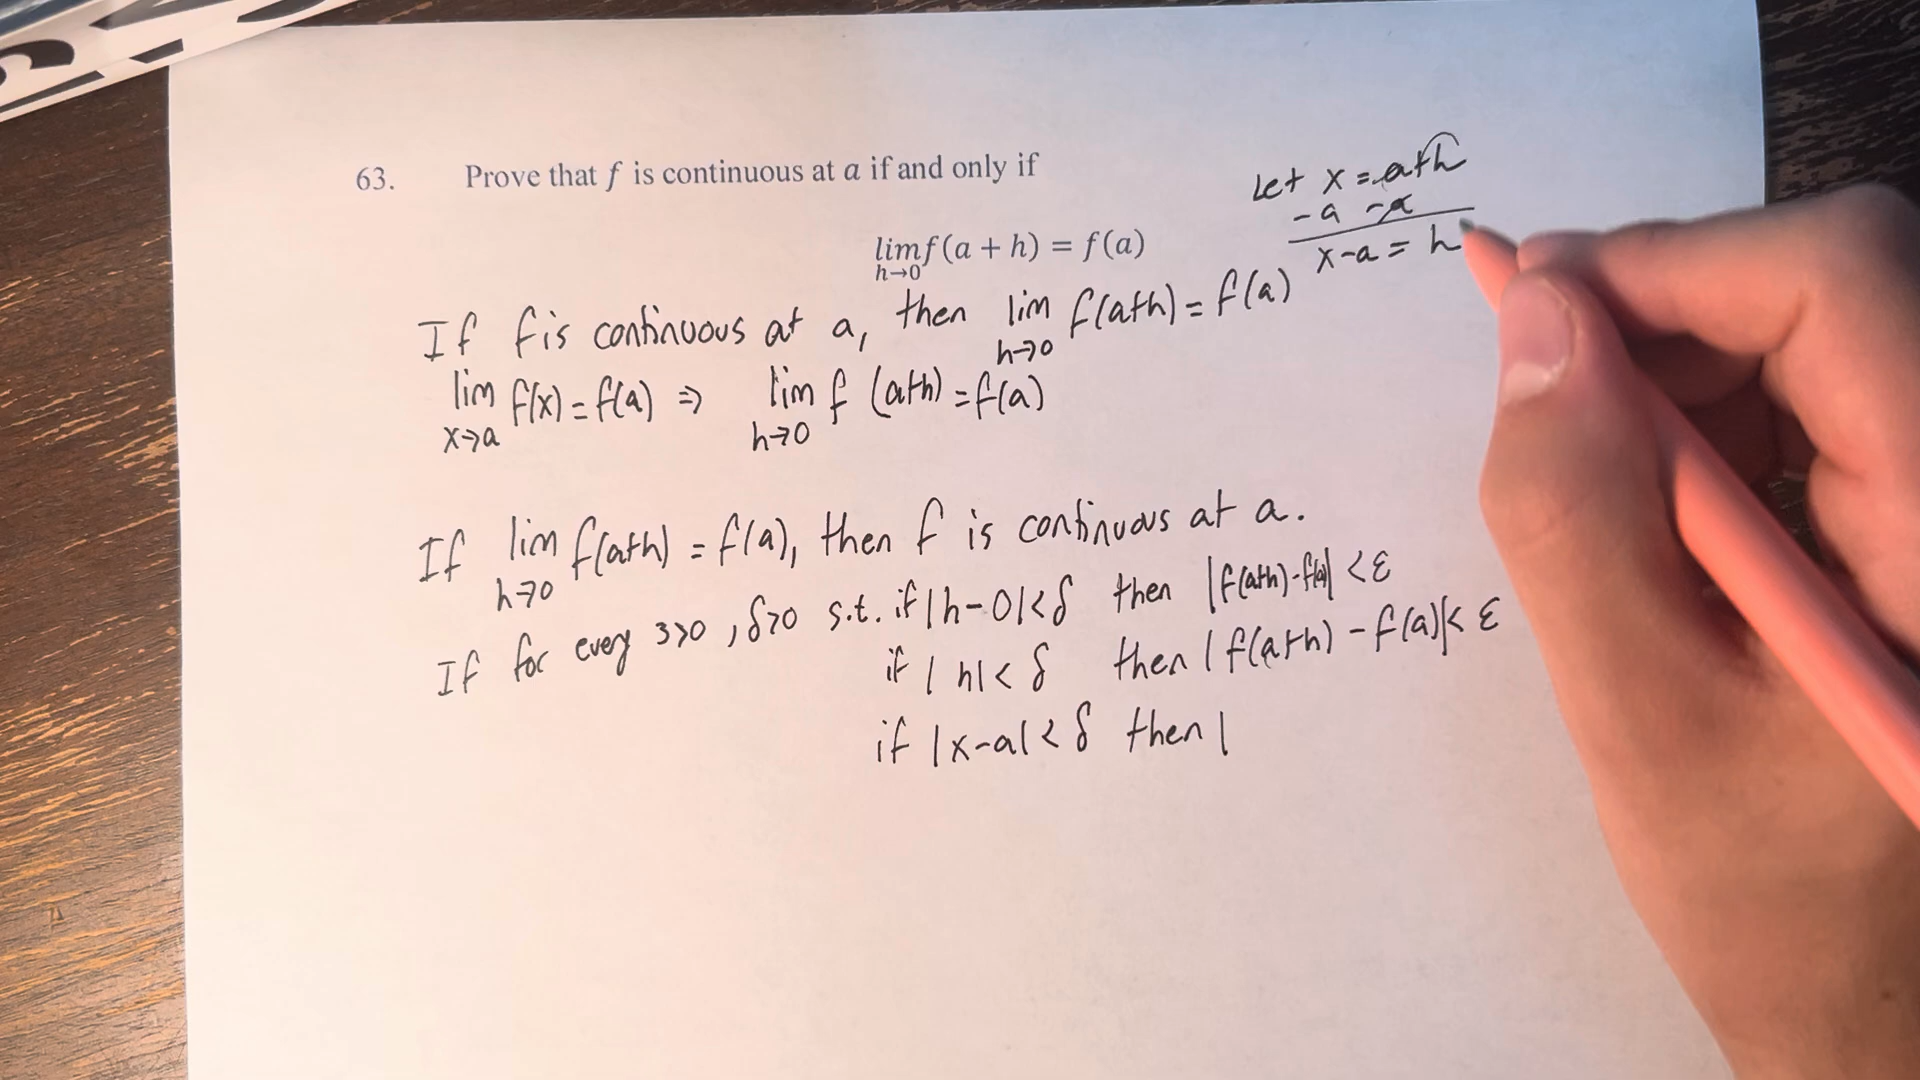 63. Prove that f is continuous at a if and only if
lim f(a + h) = f(a)
h→0
Let x = a+h
-a -a
x-a = h
If f is continuous at a, then lim f(a+h) = f(a)
h→0
lim f(x) = f(a) ⇒ lim f (a+h) = f(a)
x→a h→0
If lim f(a+h) = f(a), then f is continuous at a.
h→0
If for every ε>0, δ>0 s.t. if |h-0|<δ then |f(a+h)-f(a)| <ε
if |h|< δ then |f(a+h) - f(a)|< ε
if |x-a|< δ then |